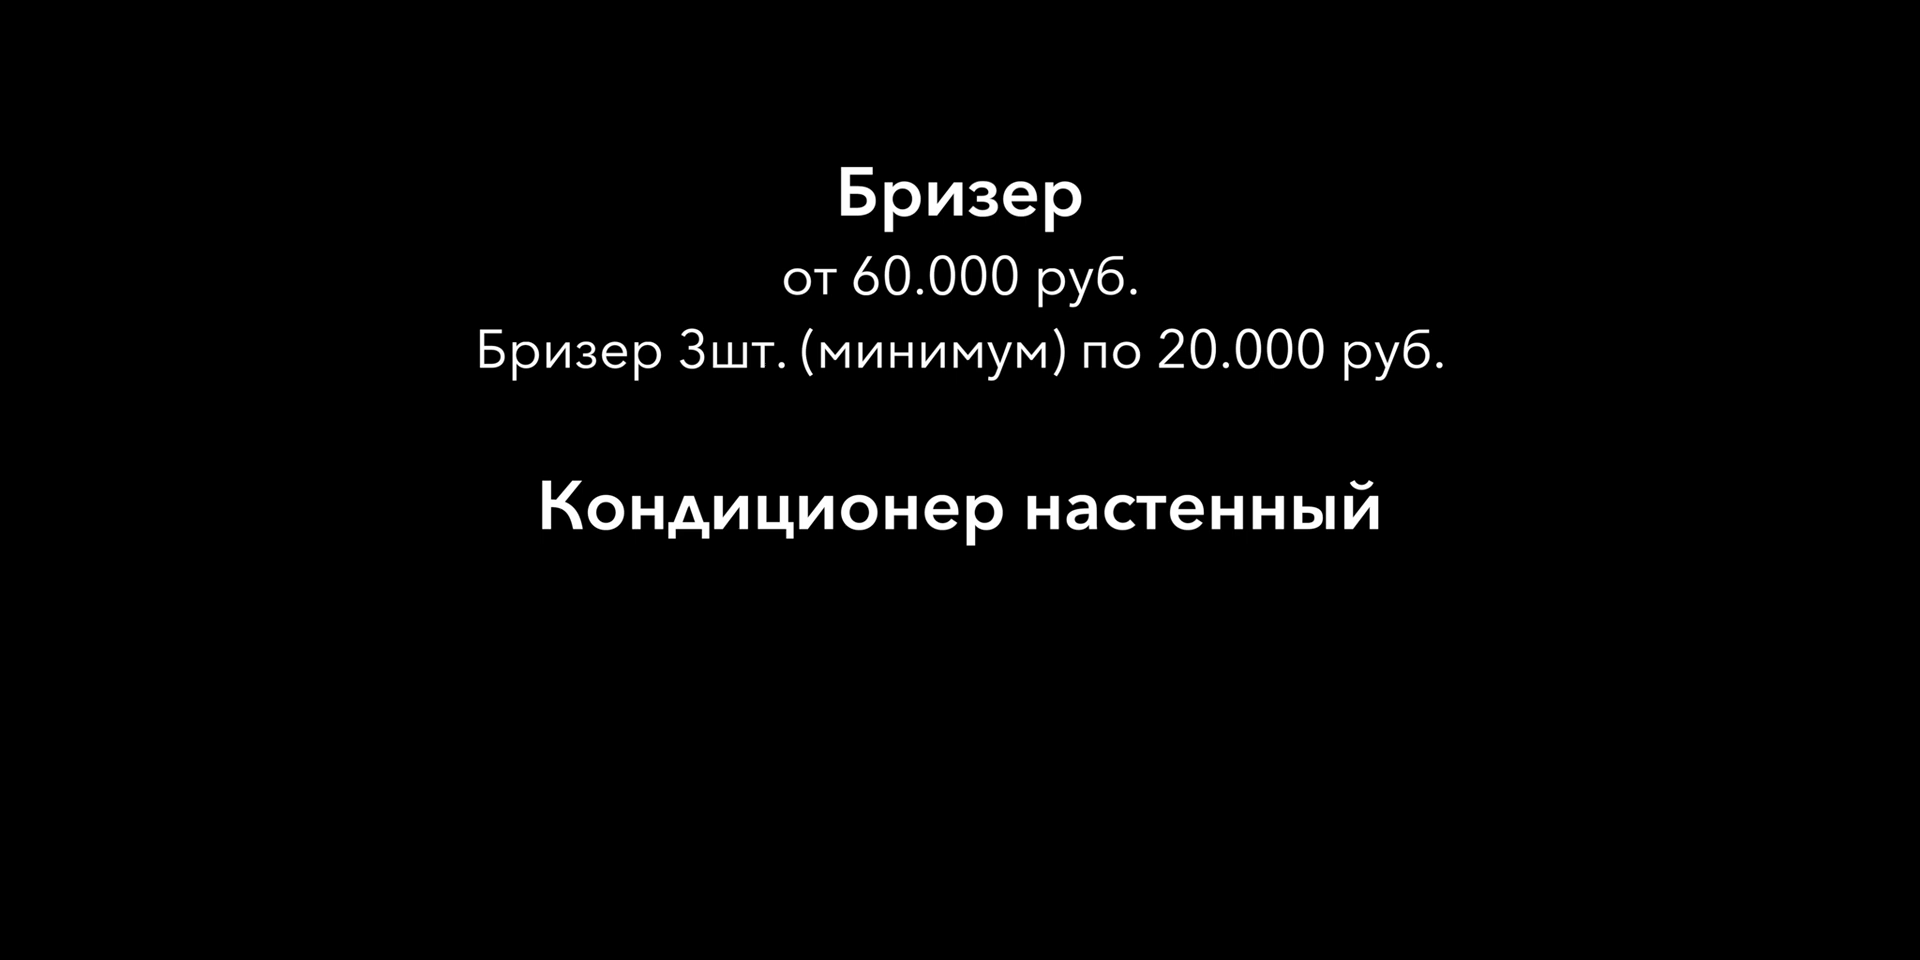 Бризер
от 60.000 руб.
Бризер 3шт. (минимум) по 20.000 руб.
Кондиционер настенный